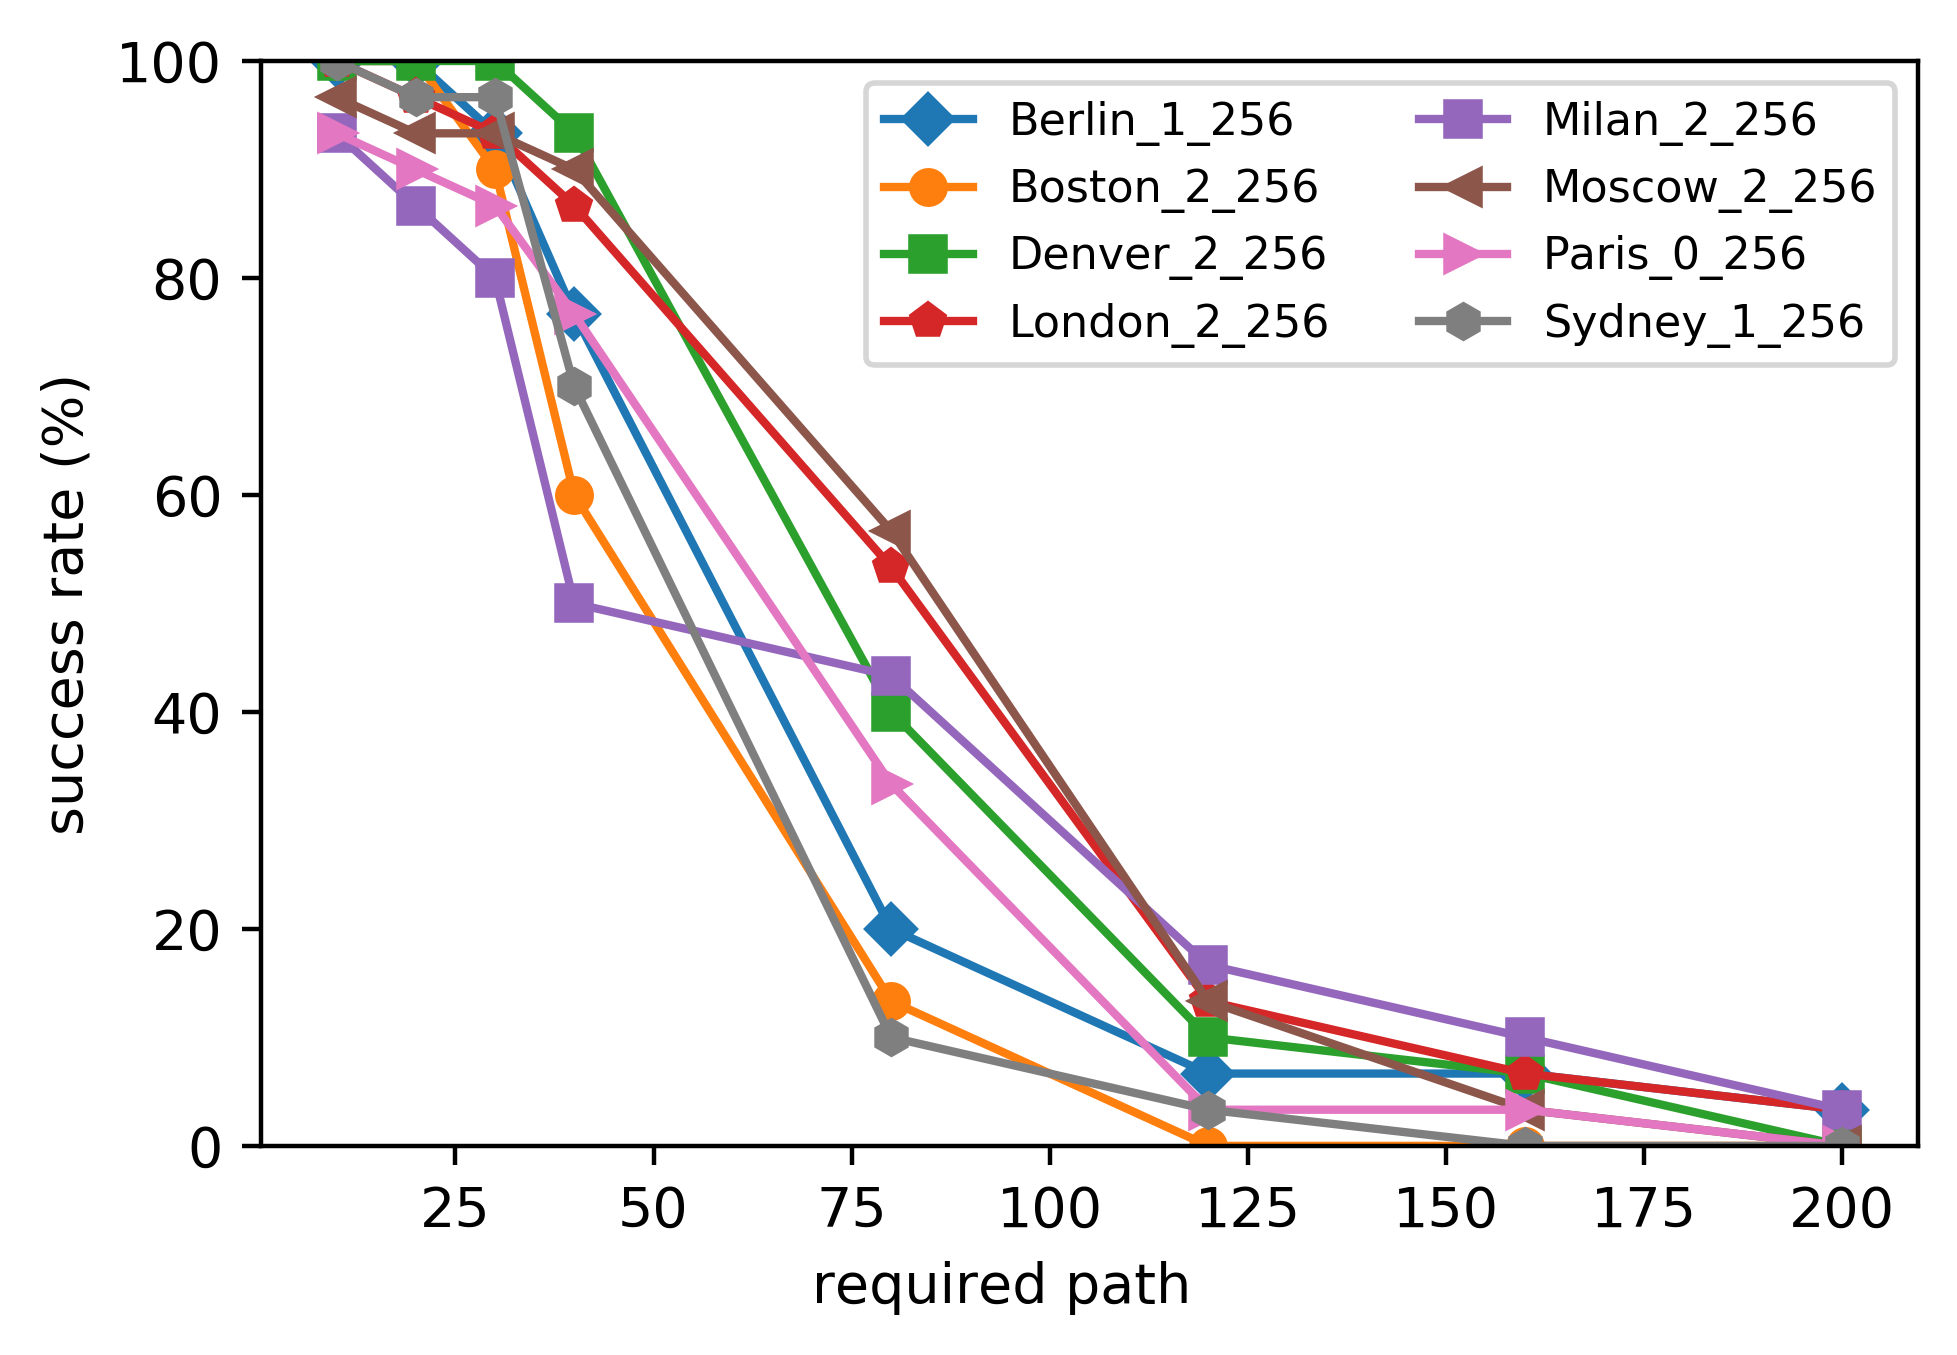 100
80
60
40
20
0
success rate (%)
25 50 75 100 125 150 175 200
required path
Berlin_1_256
Boston_2_256
Denver_2_256
London_2_256
Milan_2_256
Moscow_2_256
Paris_0_256
Sydney_1_256